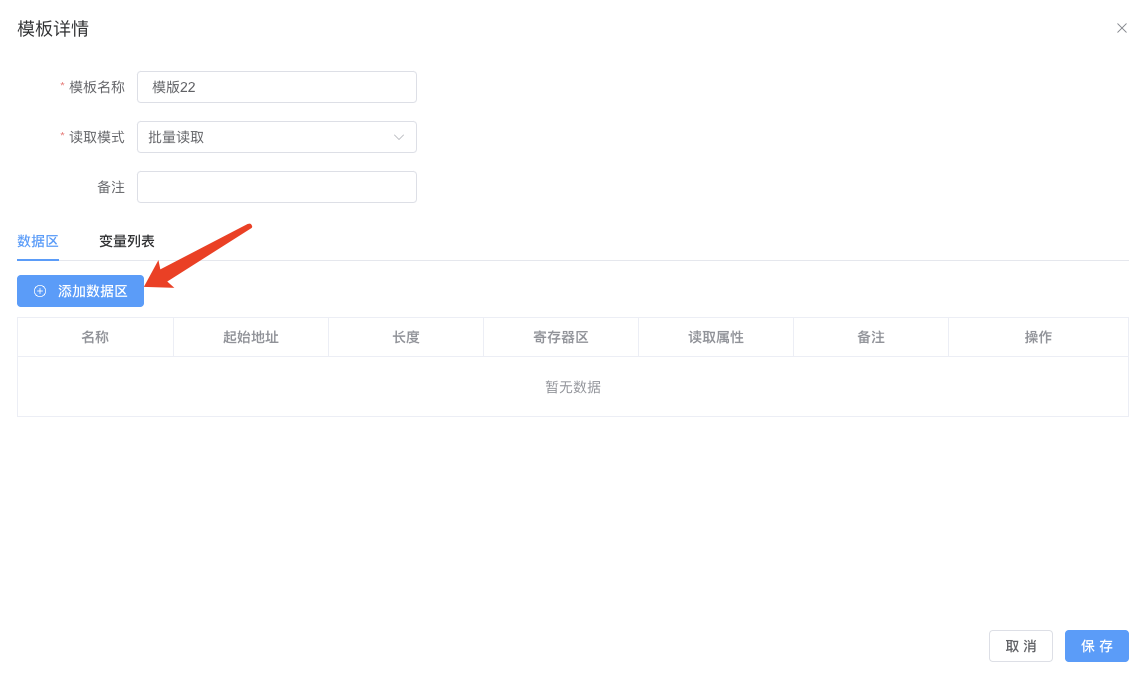 模板详情
* 模板名称 模版22
* 读取模式 批量读取
备注
数据区 变量列表
添加数据区
名称 起始地址 长度 寄存器区 读取属性 备注 操作
暂无数据
取 消 保 存